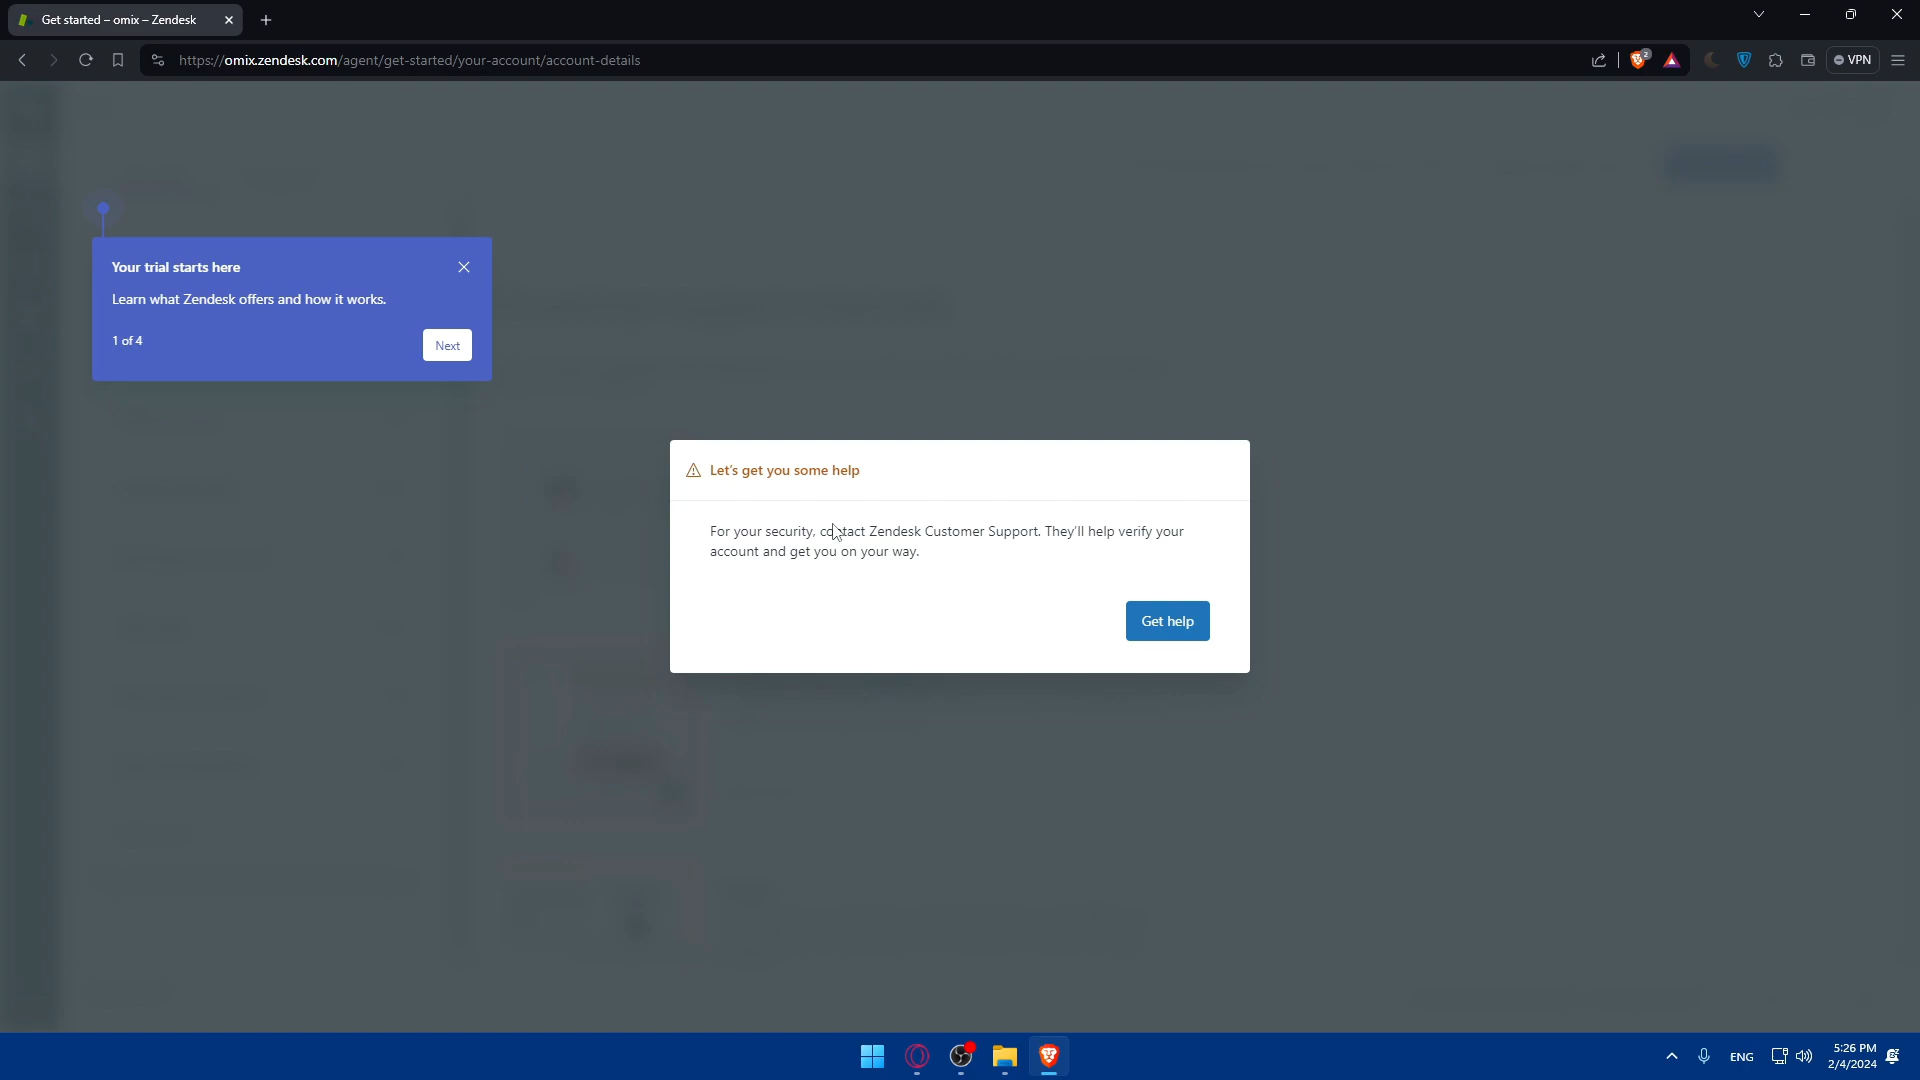 Get started – omix – Zendesk
https://omix.zendesk.com/agent/get-started/your-account/account-details
2
VPN
Your trial starts here
Learn what Zendesk offers and how it works.
1 of 4
Next
Let's get you some help
For your security, contact Zendesk Customer Support. They'll help verify your
account and get you on your way.
Get help
ENG
5:26 PM
2/4/2024